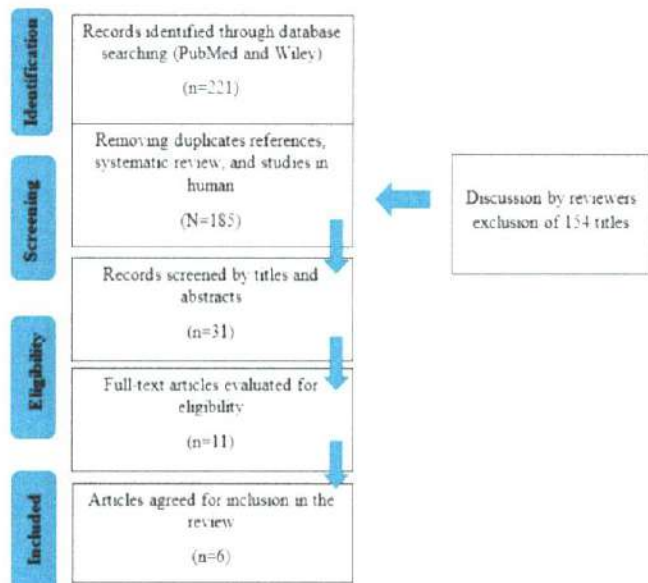 Identification
Records identified through database
searching (PubMed and Wiley)
(n=221)
Screening
Removing duplicates references,
systematic review, and studies in
human
(N=185)
Discussion by reviewers
exclusion of 154 titles
Records screened by titles and
abstracts
(n=31)
Eligibility
Full-text articles evaluated for
eligibility
(n=11)
Included
Articles agreed for inclusion in the
review
(n=6)